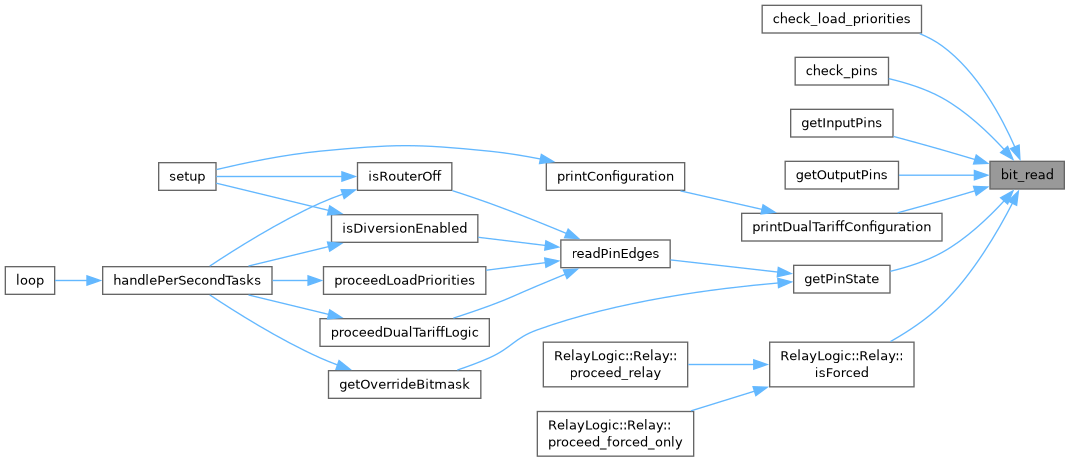 check_load_priorities
check_pins
getInputPins
getOutputPins
bit_read
setup
isRouterOff
printConfiguration
printDualTariffConfiguration
isDiversionEnabled
readPinEdges
loop
handlePerSecondTasks
proceedLoadPriorities
getPinState
proceedDualTariffLogic
getOverrideBitmask
RelayLogic::Relay::
proceed_relay
RelayLogic::Relay::
isForced
RelayLogic::Relay::
proceed_forced_only